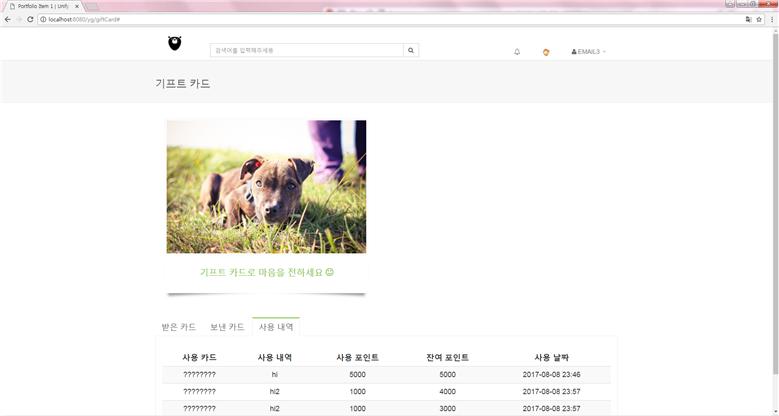 Portfolio Item 1 | Unify
localhost:8080/yg/giftCard#
검색어를 입력해주세용
EMAIL3
기프트 카드
기프트 카드로 마음을 전하세요
받은 카드 보낸 카드 사용 내역
사용 카드 사용 내역 사용 포인트 잔여 포인트 사용 날짜
???????? hi 5000 5000 2017-08-08 23:46
???????? hi2 1000 4000 2017-08-08 23:57
???????? hi2 1000 3000 2017-08-08 23:57